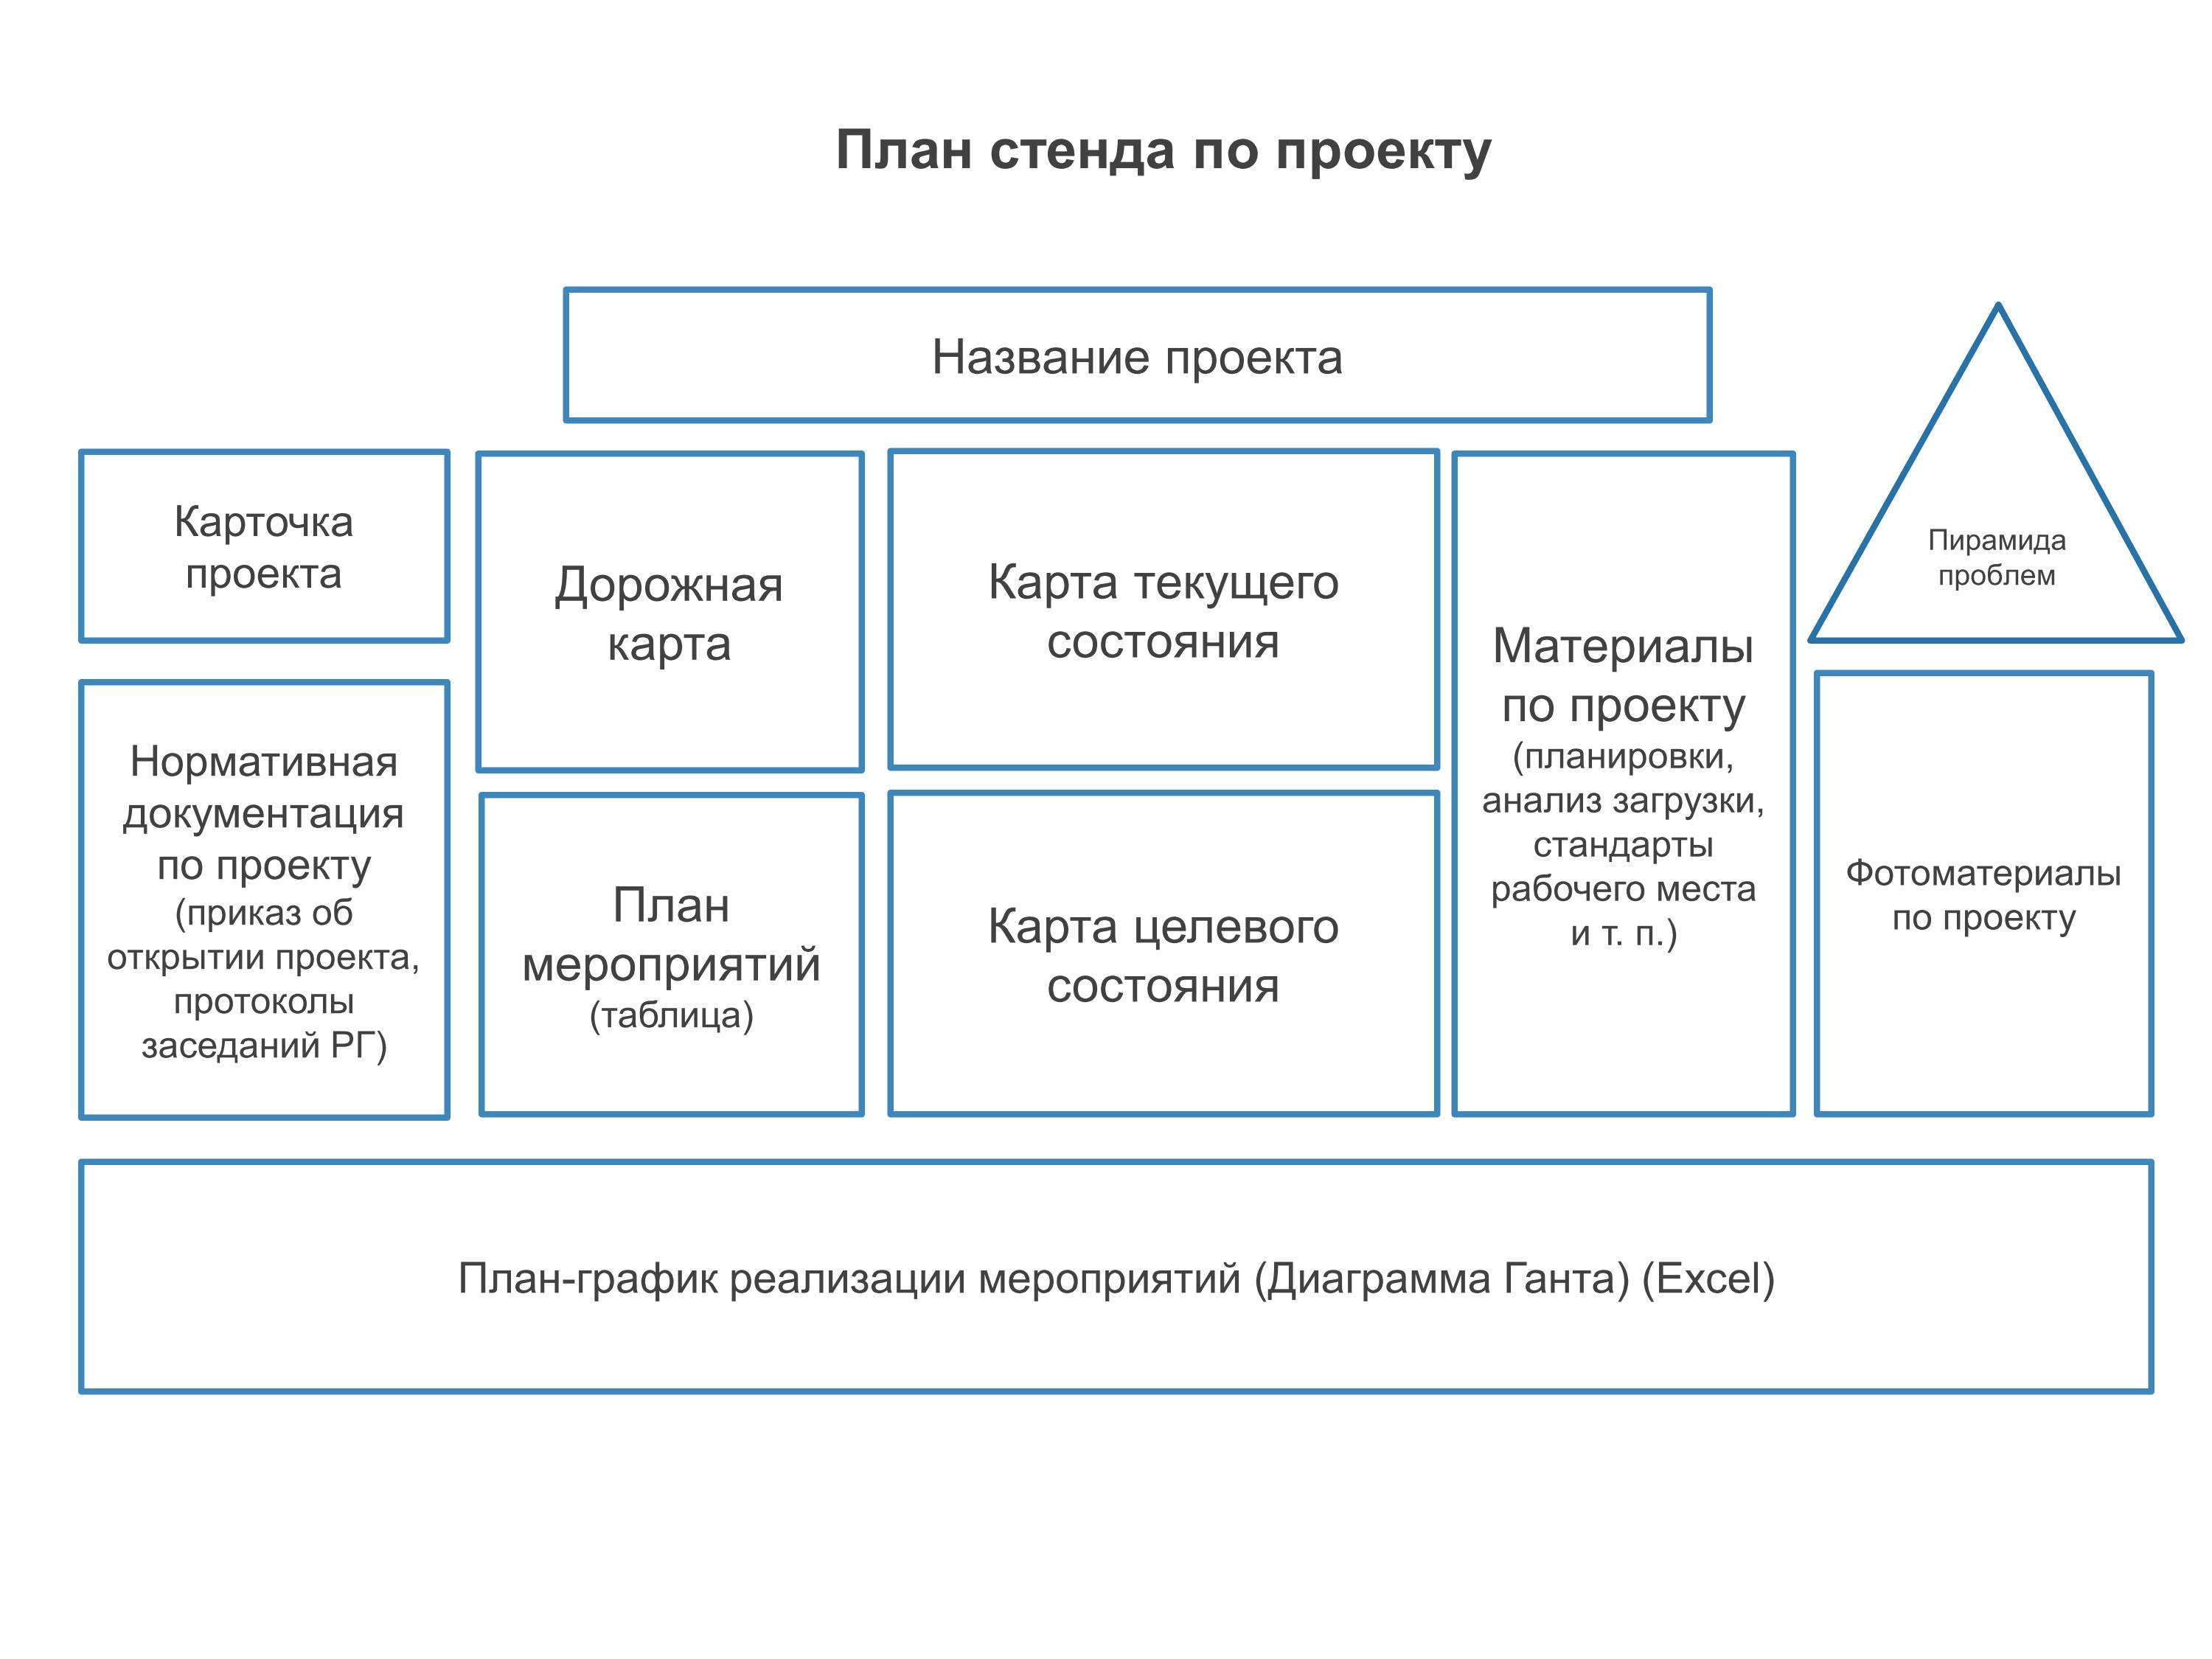 План стенда по проекту
Название проекта
Карточка
проекта
Нормативная
документация
по проекту
(приказ об
открытии проекта,
протоколы
заседаний РГ)
Дорожная
карта
План
мероприятий
(таблица)
Карта текущего
состояния
Карта целевого
состояния
Материалы
по проекту
(планировки,
анализ загрузки,
стандарты
рабочего места
и т. п.)
Пирамида
проблем
Фотоматериалы
по проекту
План-график реализации мероприятий (Диаграмма Ганта) (Excel)